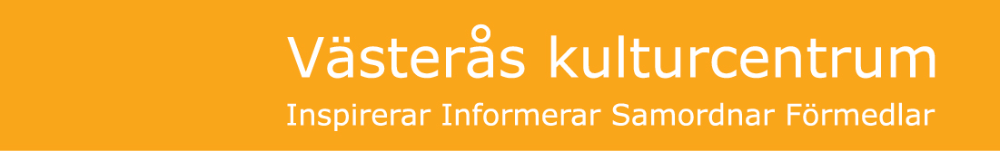 Västerås kulturcentrum
Inspirerar Informerar Samordnar Förmedlar